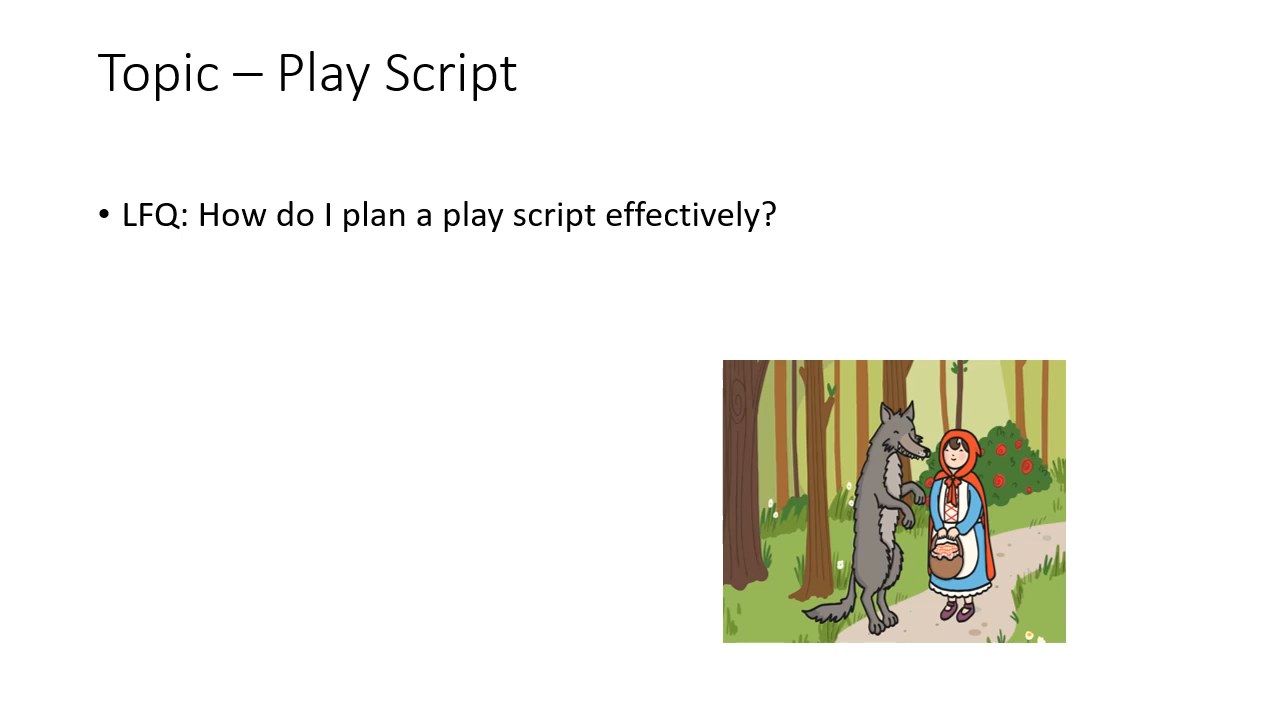 Topic – Play Script
• LFQ: How do I plan a play script effectively?